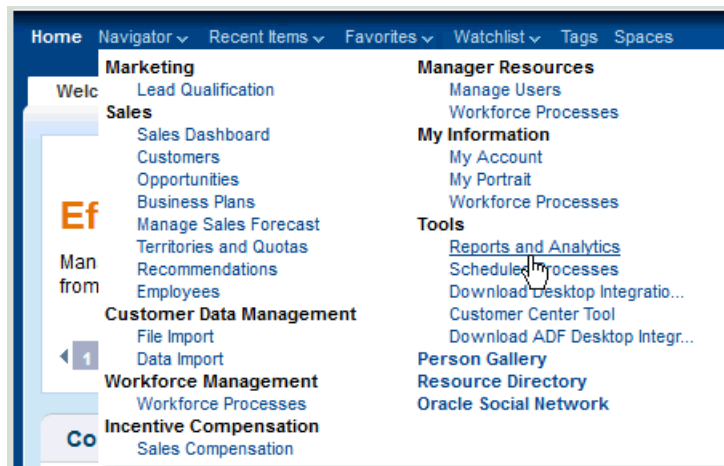 Home Navigator Recent Items Favorites Watchlist Tags Spaces
Welc
Ef
Man
from
1
Co
Marketing
Lead Qualification
Sales
Sales Dashboard
Customers
Opportunities
Business Plans
Manage Sales Forecast
Territories and Quotas
Recommendations
Employees
Customer Data Management
File Import
Data Import
Workforce Management
Workforce Processes
Incentive Compensation
Sales Compensation
Manager Resources
Manage Users
Workforce Processes
My Information
My Account
My Portrait
Workforce Processes
Tools
Reports and Analytics
Scheduled Processes
Download Desktop Integratio...
Customer Center Tool
Download ADF Desktop Integr...
Person Gallery
Resource Directory
Oracle Social Network